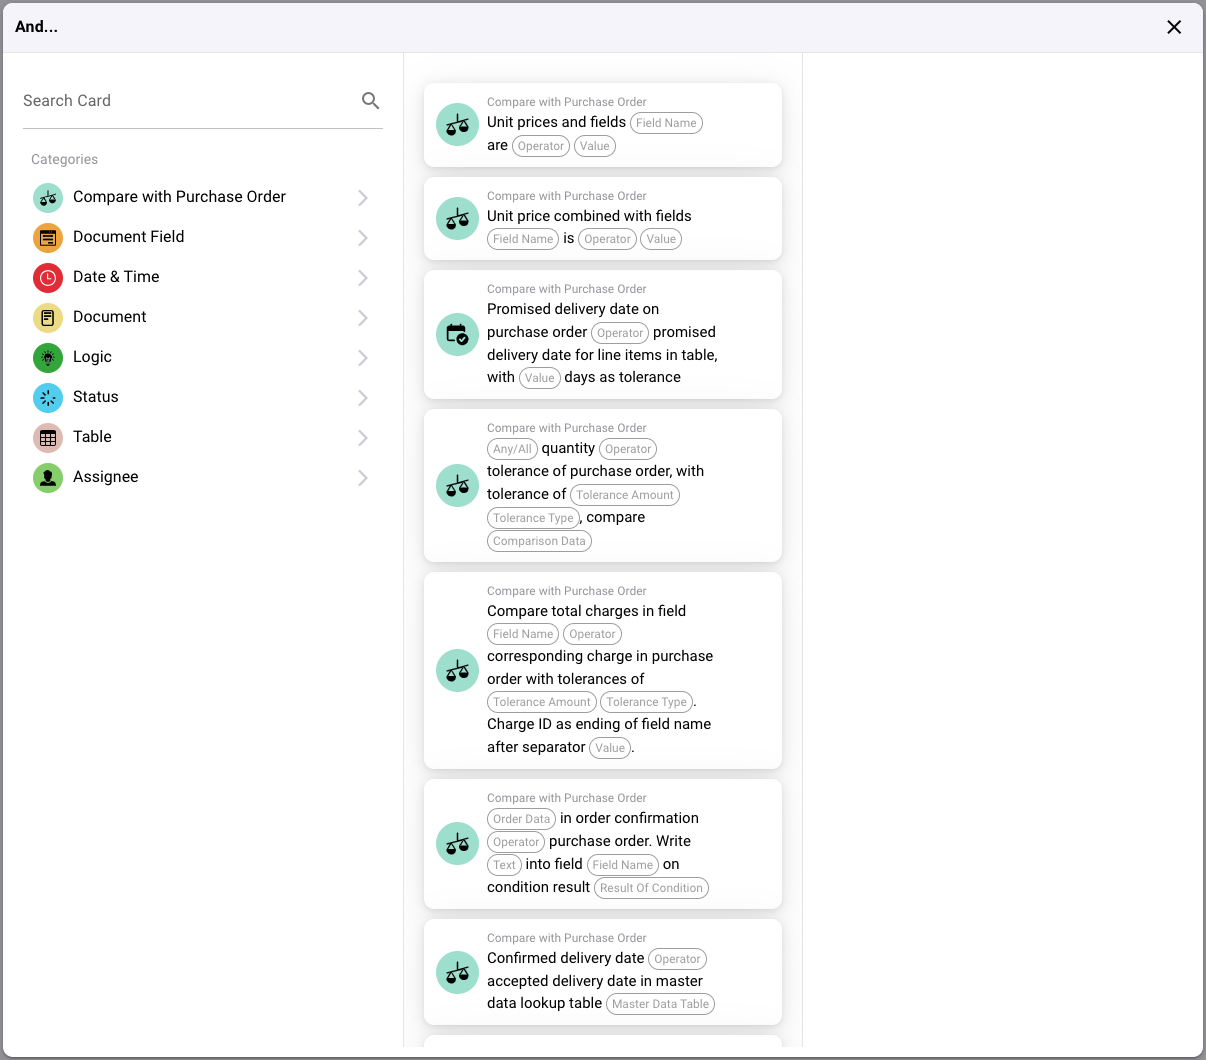 And...
Search Card
Categories
Compare with Purchase Order
Document Field
Date & Time
Document
Logic
Status
Table
Assignee
Compare with Purchase Order
Unit prices and fields Field Name
are Operator Value
Compare with Purchase Order
Unit price combined with fields
Field Name is Operator Value
Compare with Purchase Order
Promised delivery date on
purchase order Operator promised
delivery date for line items in table,
with Value days as tolerance
Compare with Purchase Order
Any/All quantity Operator
tolerance of purchase order, with
tolerance of Tolerance Amount
Tolerance Type, compare
Comparison Data
Compare with Purchase Order
Compare total charges in field
Field Name Operator
corresponding charge in purchase
order with tolerances of
Tolerance Amount Tolerance Type.
Charge ID as ending of field name
after separator Value.
Compare with Purchase Order
Order Data in order confirmation
Operator purchase order. Write
Text into field Field Name on
condition result Result Of Condition
Compare with Purchase Order
Confirmed delivery date Operator
accepted delivery date in master
data lookup table Master Data Table